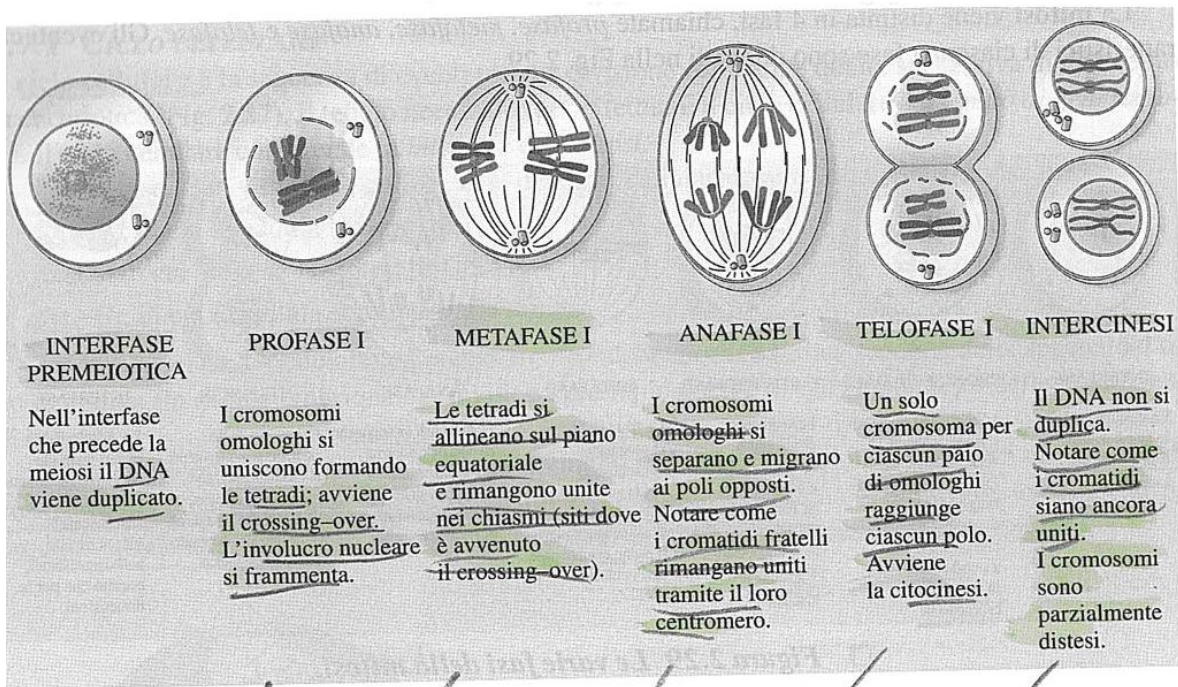 INTERFASE
PREMEIOTICA
Nell'interfase
che precede la
meiosi il DNA
viene duplicato.
PROFASE I
I cromosomi
omologhi si
uniscono formando
le tetradi; avviene
il crossing–over.
L'involucro nucleare
si frammenta.
METAFASE I
Le tetradi si
allineano sul piano
equatoriale
e rimangono unite
nei chiasmi (siti dove
è avvenuto
il crossing–over).
ANAFASE I
I cromosomi
omologhi si
separano e migrano
ai poli opposti.
Notare come
i cromatidi fratelli
rimangano uniti
tramite il loro
centromero.
TELOFASE I
Un solo
cromosoma per
ciascun paio
di omologhi
raggiunge
ciascun polo.
Avviene
la citocinesi.
INTERCINESI
Il DNA non si
duplica.
Notare come
i cromatidi
siano ancora
uniti.
I cromosomi
sono
parzialmente
distesi.